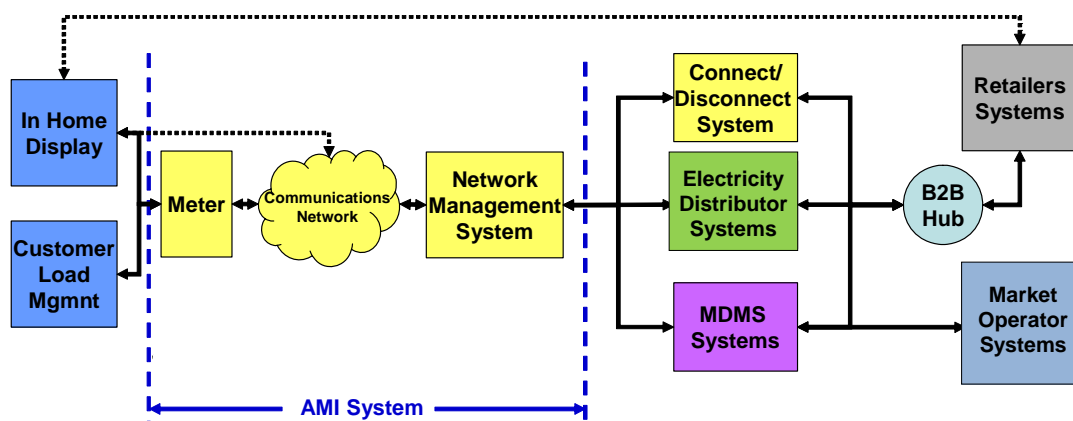 In Home
Display
Customer
Load
Mgmnt
Meter
Communications
Network
Network
Management
System
Connect/
Disconnect
System
Electricity
Distributor
Systems
MDMS
Systems
B2B
Hub
Retailers
Systems
Market
Operator
Systems
AMI System